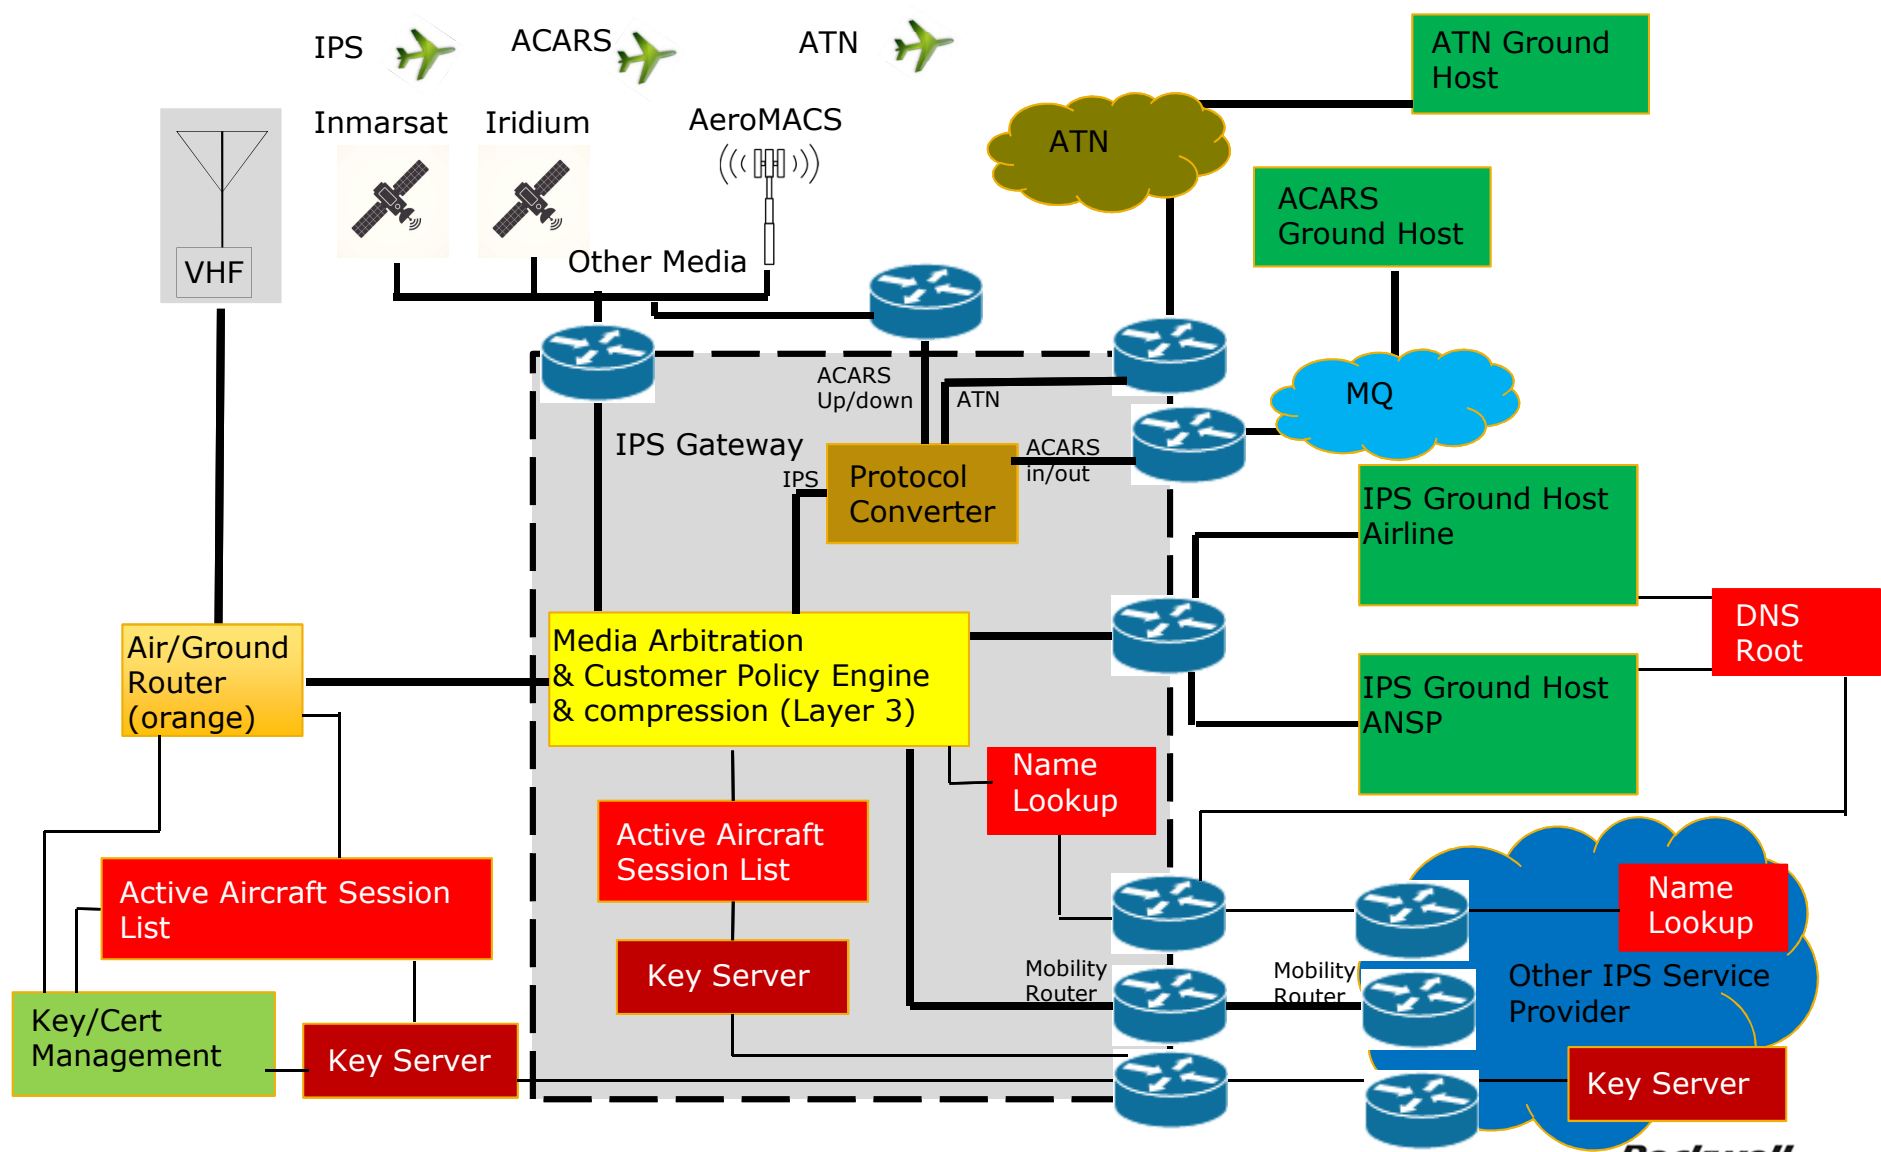 IPS
ACARS
ATN
ATN Ground
Host
Inmarsat
Iridium
AeroMACS
ATN
ACARS
Ground Host
VHF
Other Media
ACARS
Up/down
ATN
MQ
IPS Gateway
ACARS
in/out
IPS
Protocol
Converter
IPS Ground Host
Airline
Air/Ground
Router
(orange)
Media Arbitration
& Customer Policy Engine
& compression (Layer 3)
DNS
Root
IPS Ground Host
ANSP
Name
Lookup
Active Aircraft
Session List
Active Aircraft Session
List
Name
Lookup
Key Server
Mobility
Router
Mobility
Router
Other IPS Service
Provider
Key/Cert
Management
Key Server
Key Server